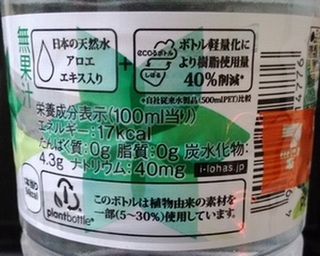 無果汁
日本の天然水
アロエ
エキス入り
+
ecoるボトル
しぼる
ボトル軽量化に
より樹脂使用量
40%削減*
*自社従来水製品(500mlPET)比較
栄養成分表示(100ml当り)
エネルギー:17kcal
たんぱく質:0g 脂質:0g 炭水化物:
4.3g ナトリウム:40mg
i-lohas.jp
plantbottle
このボトルは植物由来の素材を
一部(5~30%)使用しています。